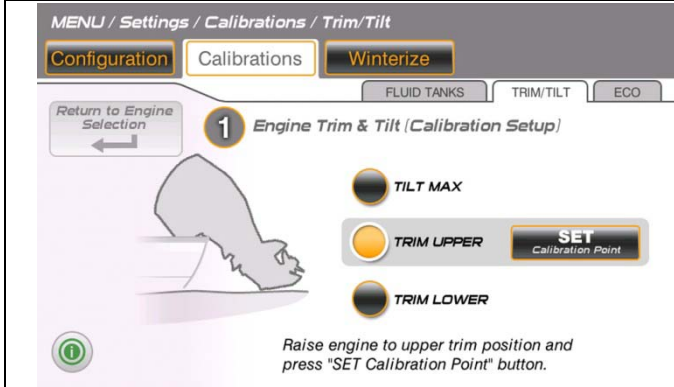 MENU / Settings / Calibrations / Trim/Tilt
Configuration Calibrations Winterize
FLUID TANKS TRIM/TILT ECO
Return to Engine
Selection
1 Engine Trim & Tilt (Calibration Setup)
TILT MAX
TRIM UPPER SET
Calibration Point
TRIM LOWER
Raise engine to upper trim position and
press "SET Calibration Point" button.